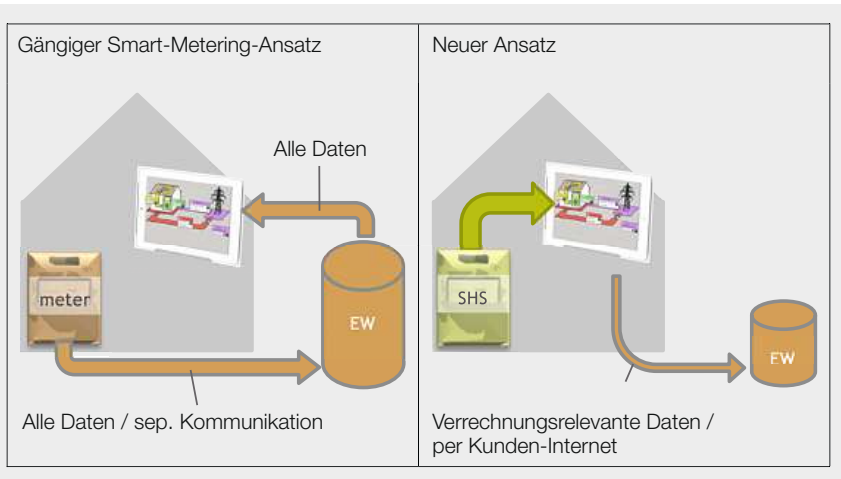 Gängiger Smart-Metering-Ansatz
Alle Daten
meter
EW
Alle Daten / sep. Kommunikation
Neuer Ansatz
SHS
EW
Verrechnungsrelevante Daten /
per Kunden-Internet